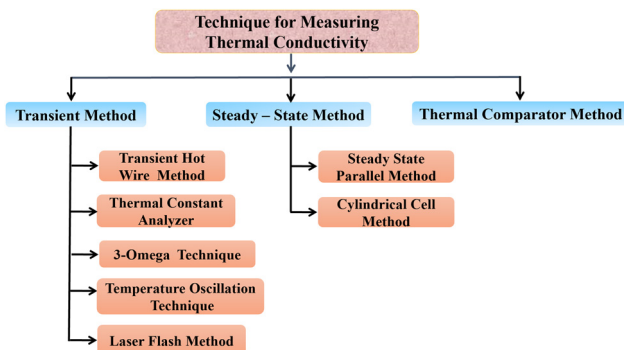 Technique for Measuring
Thermal Conductivity
Transient Method
Steady – State Method
Thermal Comparator Method
Transient Hot
Wire Method
Thermal Constant
Analyzer
3-Omega Technique
Temperature Oscillation
Technique
Laser Flash Method
Steady State
Parallel Method
Cylindrical Cell
Method